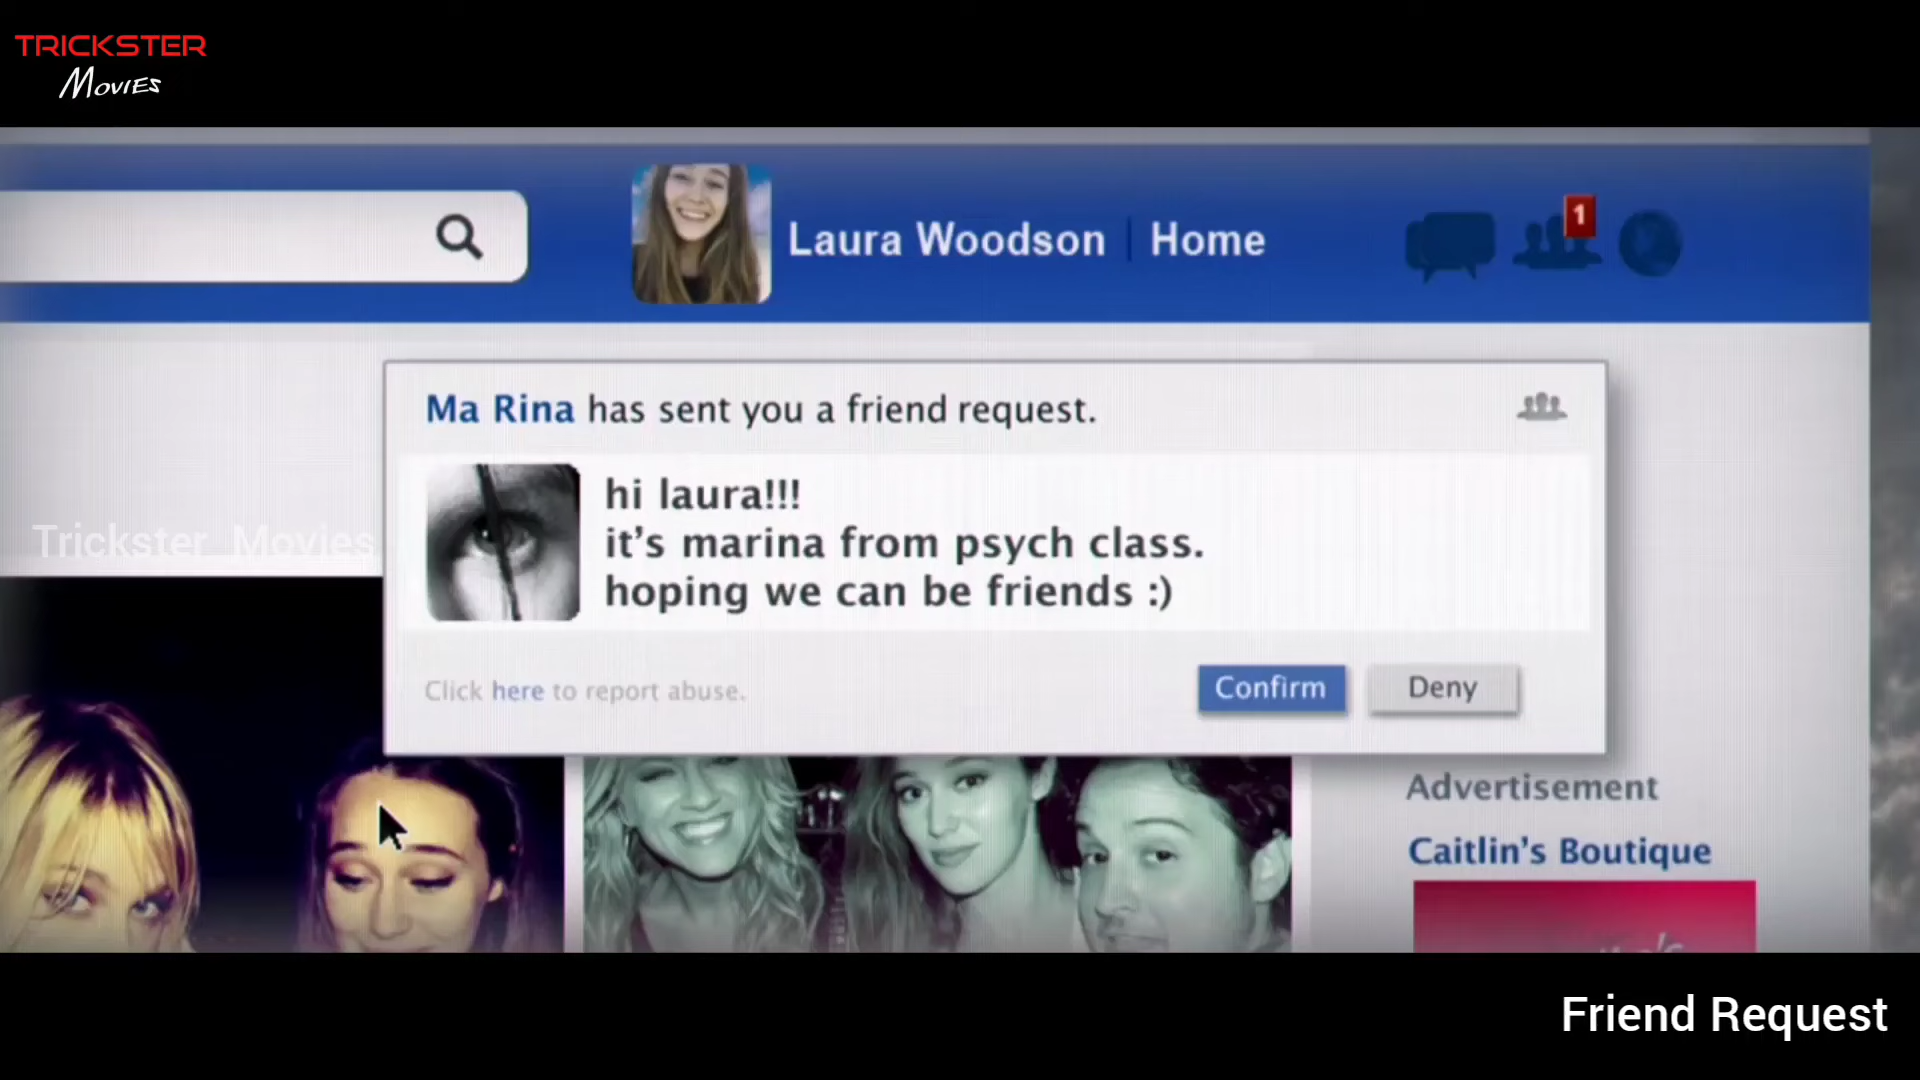 TRICKSTER
Movies
Laura Woodson | Home
1
Ma Rina has sent you a friend request.
hi laura!!!
it's marina from psych class.
hoping we can be friends :)
Trickster Movies
Click here to report abuse.
Confirm
Deny
Advertisement
Caitlin's Boutique
Friend Request